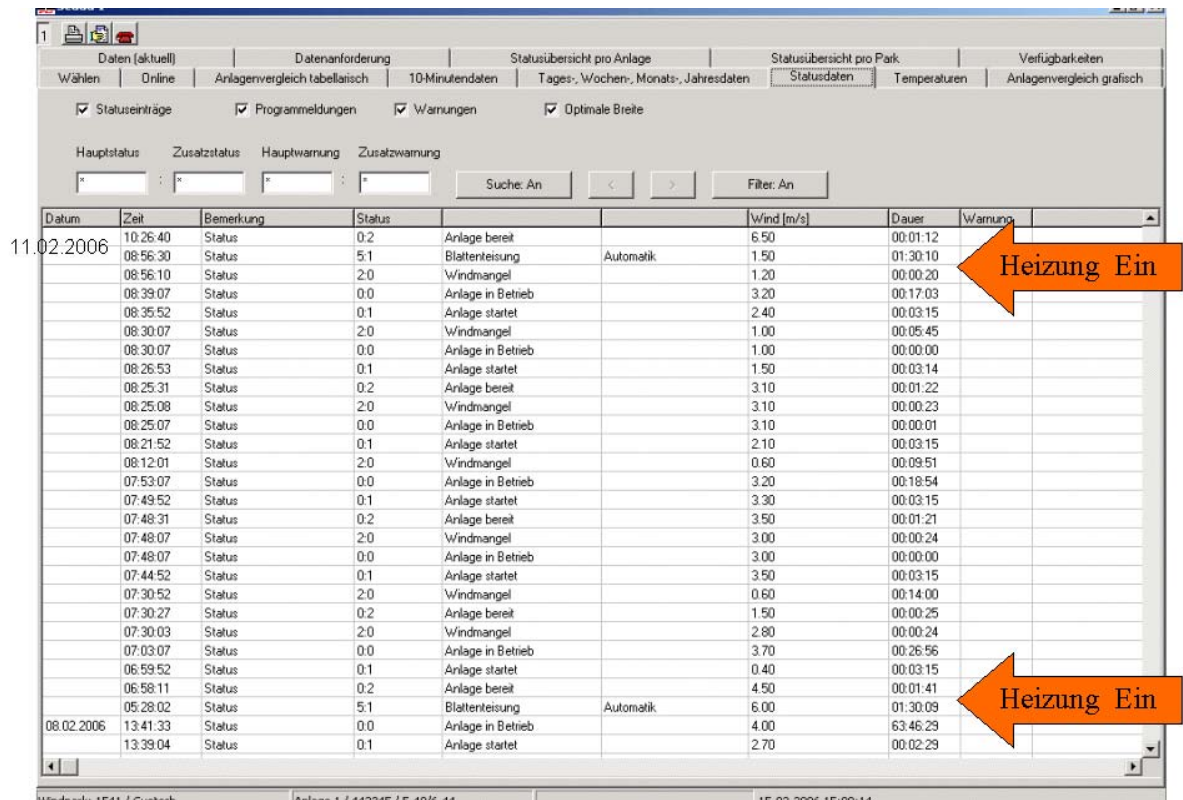 1
Daten (aktuell) Datenanforderung Statusübersicht pro Anlage Statusübersicht pro Park Verfügbarkeiten
Wählen Online Anlagenvergleich tabellarisch 10-Minutendaten Tages-, Wochen-, Monats-, Jahresdaten Statusdaten Temperaturen Anlagenvergleich grafisch
Statuseinträge Programmeldungen Warnungen Optimale Breite
Hauptstatus Zusatzstatus Hauptwarnung Zusatzwarnung
* : * * : * Suche: An < > Filter: An
Datum Zeit Bemerkung Status Wind [m/s] Dauer Warnung
10:26:40 Status 0:2 Anlage bereit 6.50 00:01:12
11.02.2006 08:56:30 Status 5:1 Blattenteisung Automatik 1.50 01:30:10
Heizung Ein
08:56:10 Status 2:0 Windmangel 1.20 00:00:20
08:39:07 Status 0:0 Anlage in Betrieb 3.20 00:17:03
08:35:52 Status 0:1 Anlage startet 2.40 00:03:15
08:30:07 Status 2:0 Windmangel 1.00 00:05:45
08:30:07 Status 0:0 Anlage in Betrieb 1.00 00:00:00
08:26:53 Status 0:1 Anlage startet 1.50 00:03:14
08:25:31 Status 0:2 Anlage bereit 3.10 00:01:22
08:25:08 Status 2:0 Windmangel 3.10 00:00:23
08:25:07 Status 0:0 Anlage in Betrieb 3.10 00:00:01
08:21:52 Status 0:1 Anlage startet 2.10 00:03:15
08:12:01 Status 2:0 Windmangel 0.60 00:09:51
07:53:07 Status 0:0 Anlage in Betrieb 3.20 00:18:54
07:49:52 Status 0:1 Anlage startet 3.30 00:03:15
07:48:31 Status 0:2 Anlage bereit 3.50 00:01:21
07:48:07 Status 2:0 Windmangel 3.00 00:00:24
07:48:07 Status 0:0 Anlage in Betrieb 3.00 00:00:00
07:44:52 Status 0:1 Anlage startet 3.50 00:03:15
07:30:52 Status 2:0 Windmangel 0.60 00:14:00
07:30:27 Status 0:2 Anlage bereit 1.50 00:00:25
07:30:03 Status 2:0 Windmangel 2.80 00:00:24
07:03:07 Status 0:0 Anlage in Betrieb 3.70 00:26:56
06:59:52 Status 0:1 Anlage startet 0.40 00:03:15
06:58:11 Status 0:2 Anlage bereit 4.50 00:01:41
Heizung Ein
05:28:02 Status 5:1 Blattenteisung Automatik 6.00 01:30:09
08.02.2006 13:41:33 Status 0:0 Anlage in Betrieb 4.00 63:46:29
13:39:04 Status 0:1 Anlage startet 2.70 00:02:29